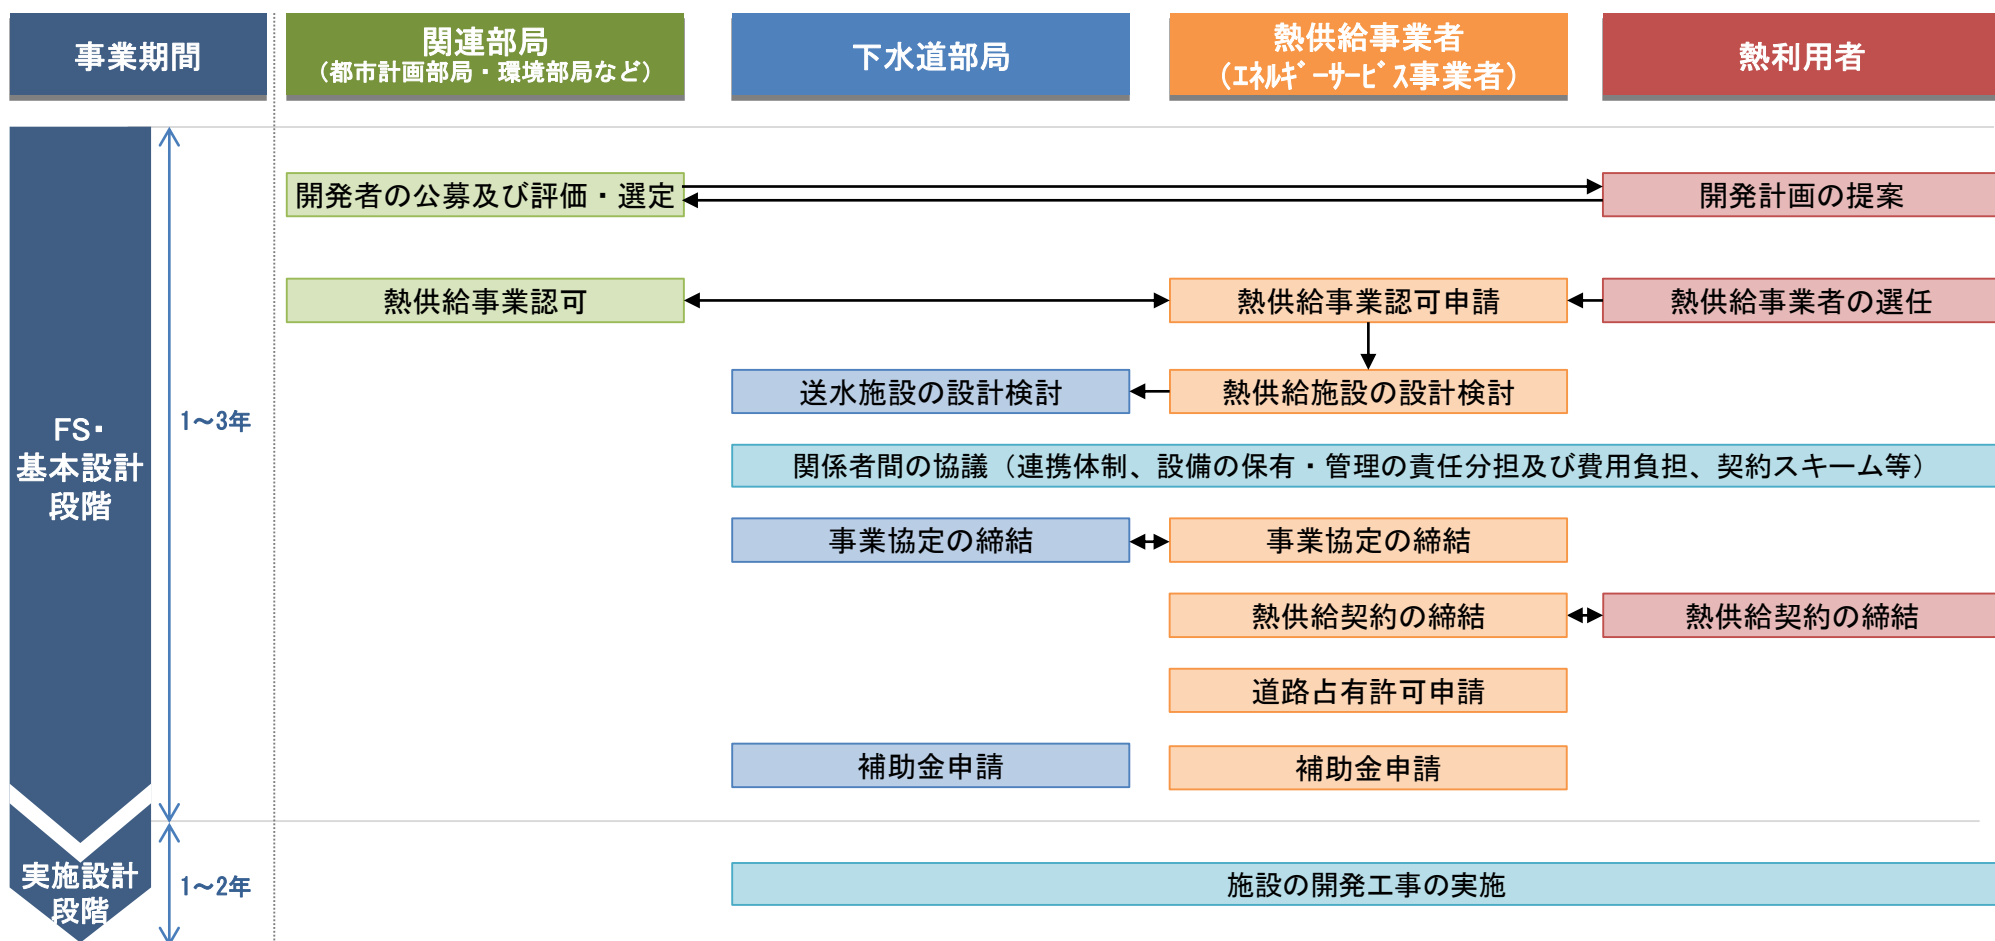 事業期間
関連部局
（都市計画部局・環境部局など）
下水道部局
熱供給事業者
（ｴﾈﾙｷﾞｰｻｰﾋﾞｽ事業者）
熱利用者
開発者の公募及び評価・選定
開発計画の提案
熱供給事業認可
熱供給事業認可申請
熱供給事業者の選任
送水施設の設計検討
熱供給施設の設計検討
FS・
基本設計
段階
1～3年
関係者間の協議（連携体制、設備の保有・管理の責任分担及び費用負担、契約スキーム等）
事業協定の締結
事業協定の締結
熱供給契約の締結
熱供給契約の締結
道路占有許可申請
補助金申請
補助金申請
実施設計
段階
1～2年
施設の開発工事の実施